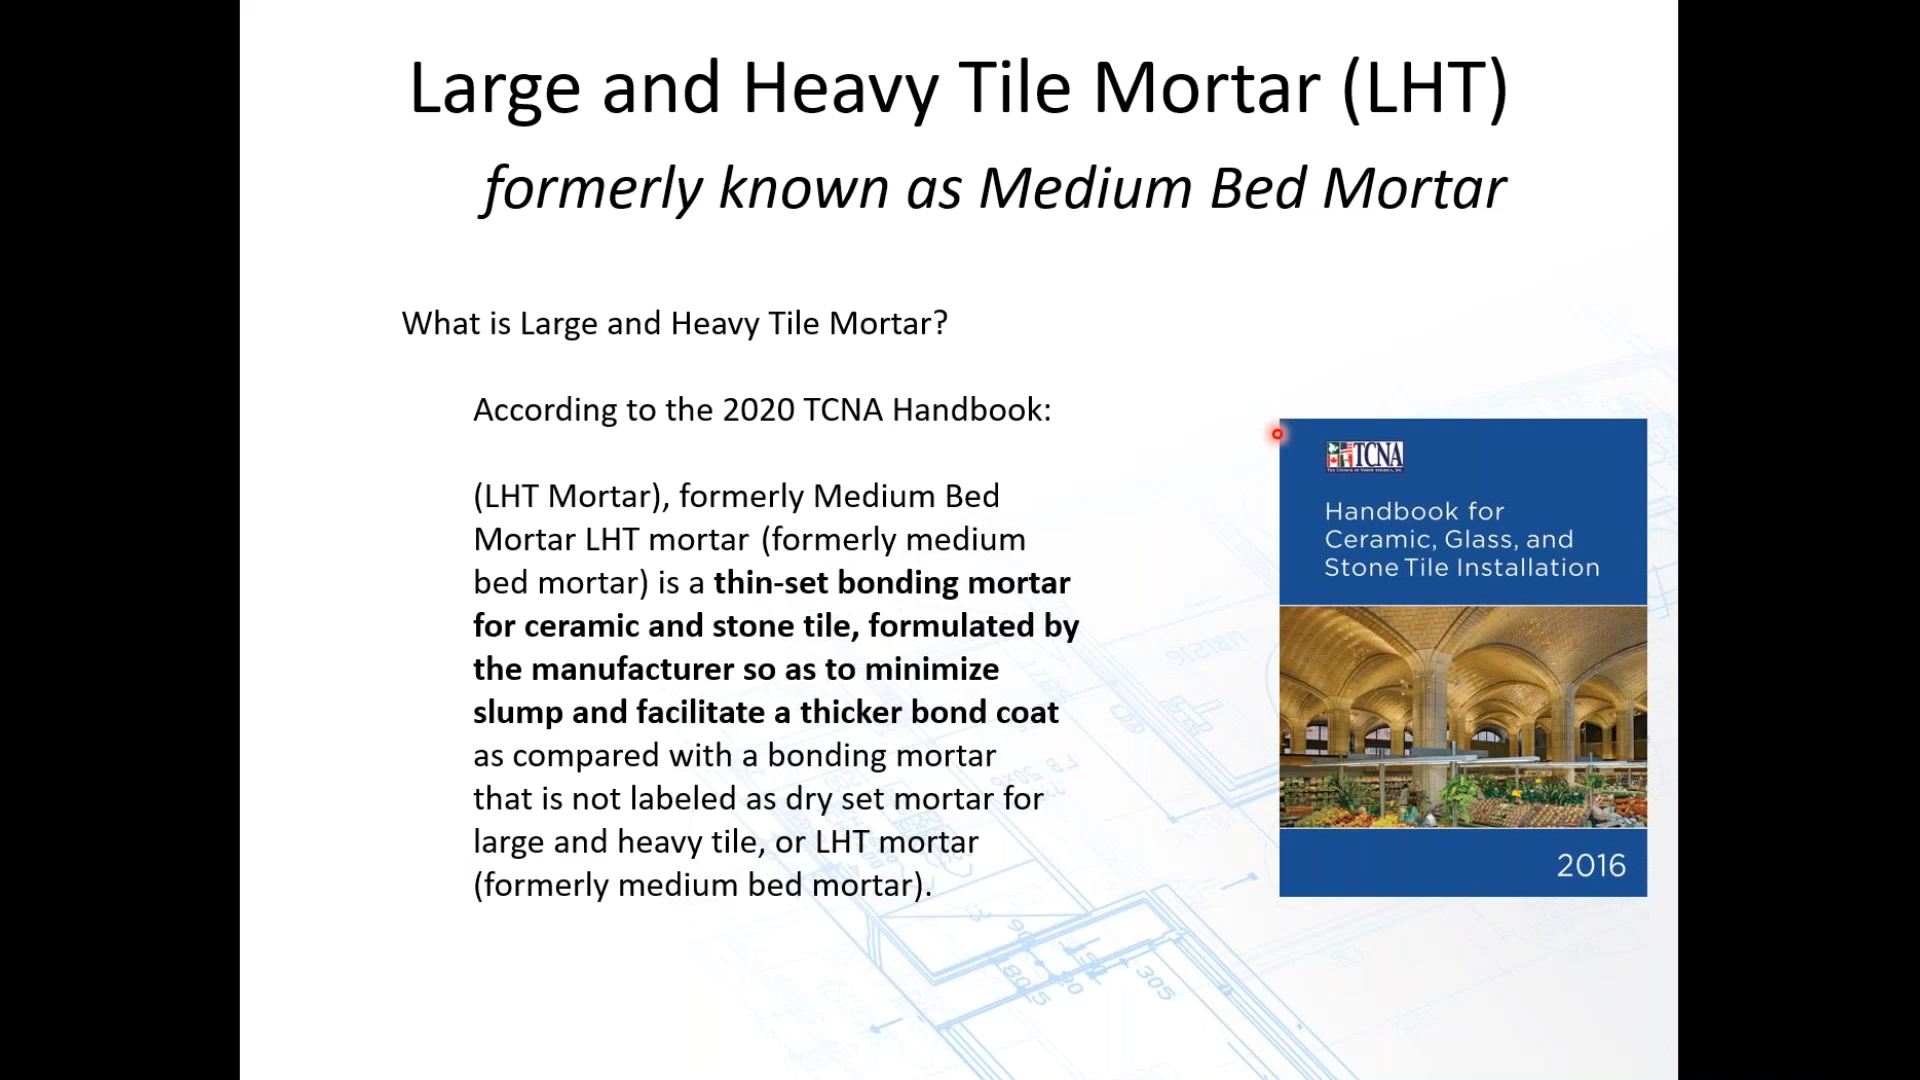 Large and Heavy Tile Mortar (LHT)
formerly known as Medium Bed Mortar
What is Large and Heavy Tile Mortar?
According to the 2020 TCNA Handbook:
(LHT Mortar), formerly Medium Bed
Mortar LHT mortar (formerly medium
bed mortar) is a thin-set bonding mortar
for ceramic and stone tile, formulated by
the manufacturer so as to minimize
slump and facilitate a thicker bond coat
as compared with a bonding mortar
that is not labeled as dry set mortar for
large and heavy tile, or LHT mortar
(formerly medium bed mortar).
TCNA
Handbook for
Ceramic, Glass, and
Stone Tile Installation
2016
305